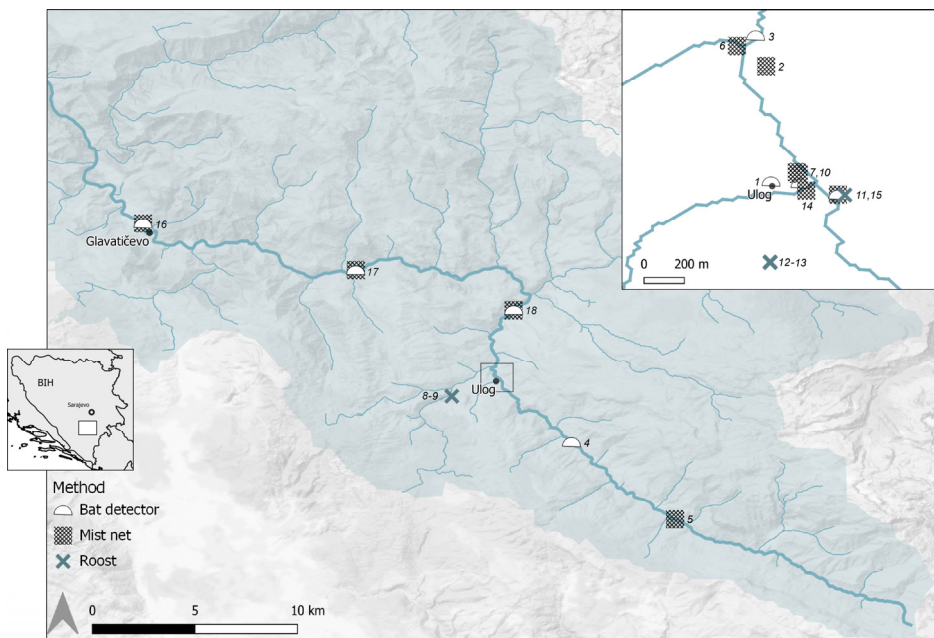 3
6
2
7,10
1
Ulog
11,15
14
12-13
0 200 m
16
Glavatičevo
17
18
Ulog
8-9
4
5
BIH
Sarajevo
Method
Bat detector
Mist net
Roost
0 5 10 km